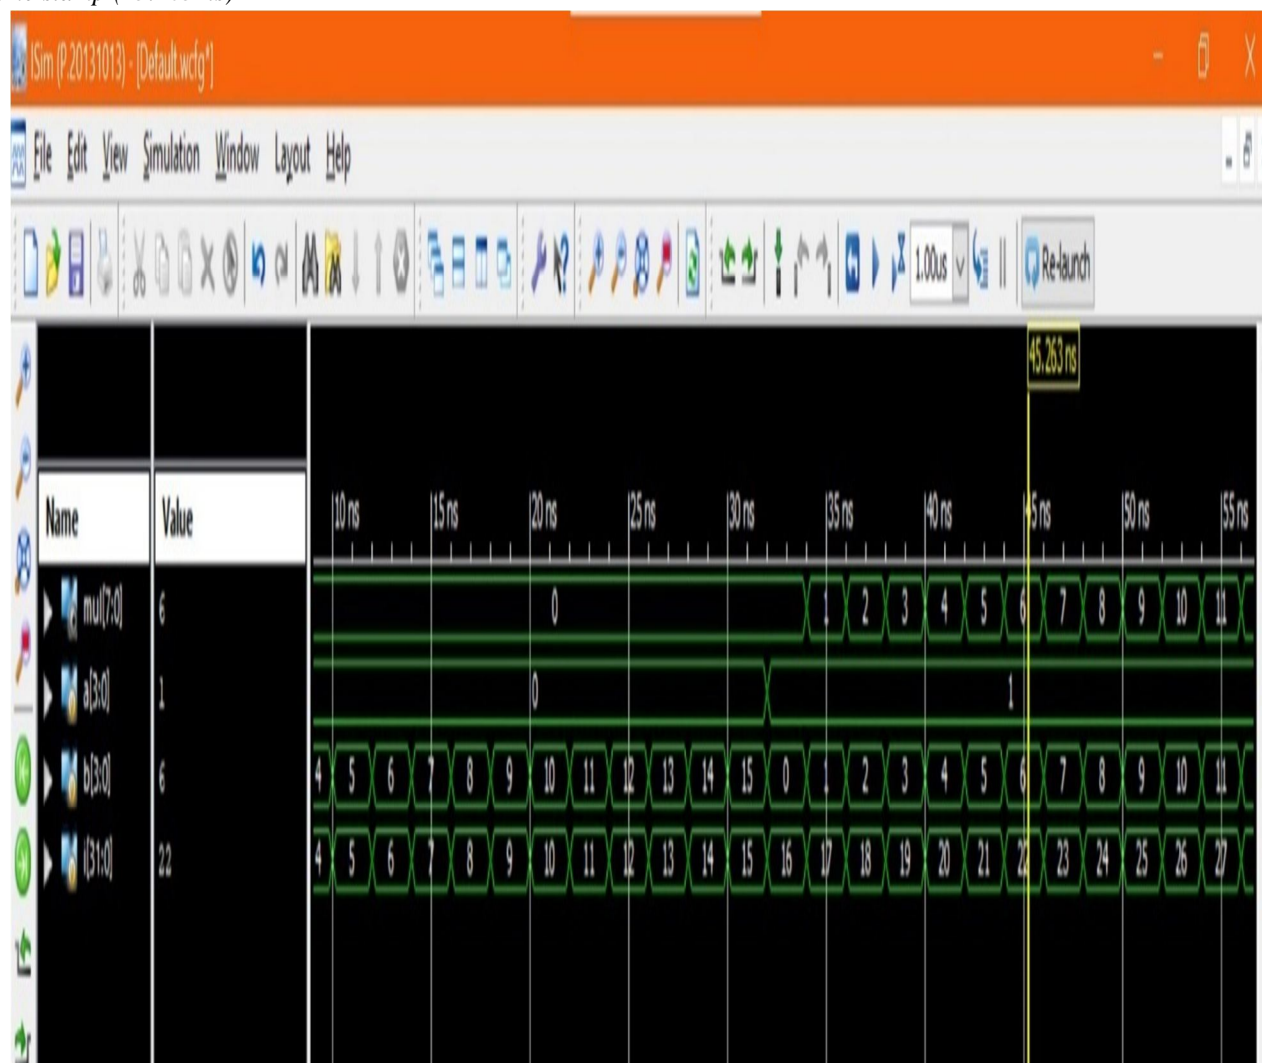 ISim (P.20131013) - [Default.wcfg*]
File Edit View Simulation Window Layout Help
1.00us Re-launch
45.263 ns
Name Value 10 ns 15 ns 20 ns 25 ns 30 ns 35 ns 40 ns 45 ns 50 ns 55 ns
mul[7:0] 6 0 1 2 3 4 5 6 7 8 9 10 11
a[3:0] 1 0 1
b[3:0] 6 4 5 6 7 8 9 10 11 12 13 14 15 0 1 2 3 4 5 6 7 8 9 10 11
i[31:0] 22 4 5 6 7 8 9 10 11 12 13 14 15 16 17 18 19 20 21 22 23 24 25 26 27